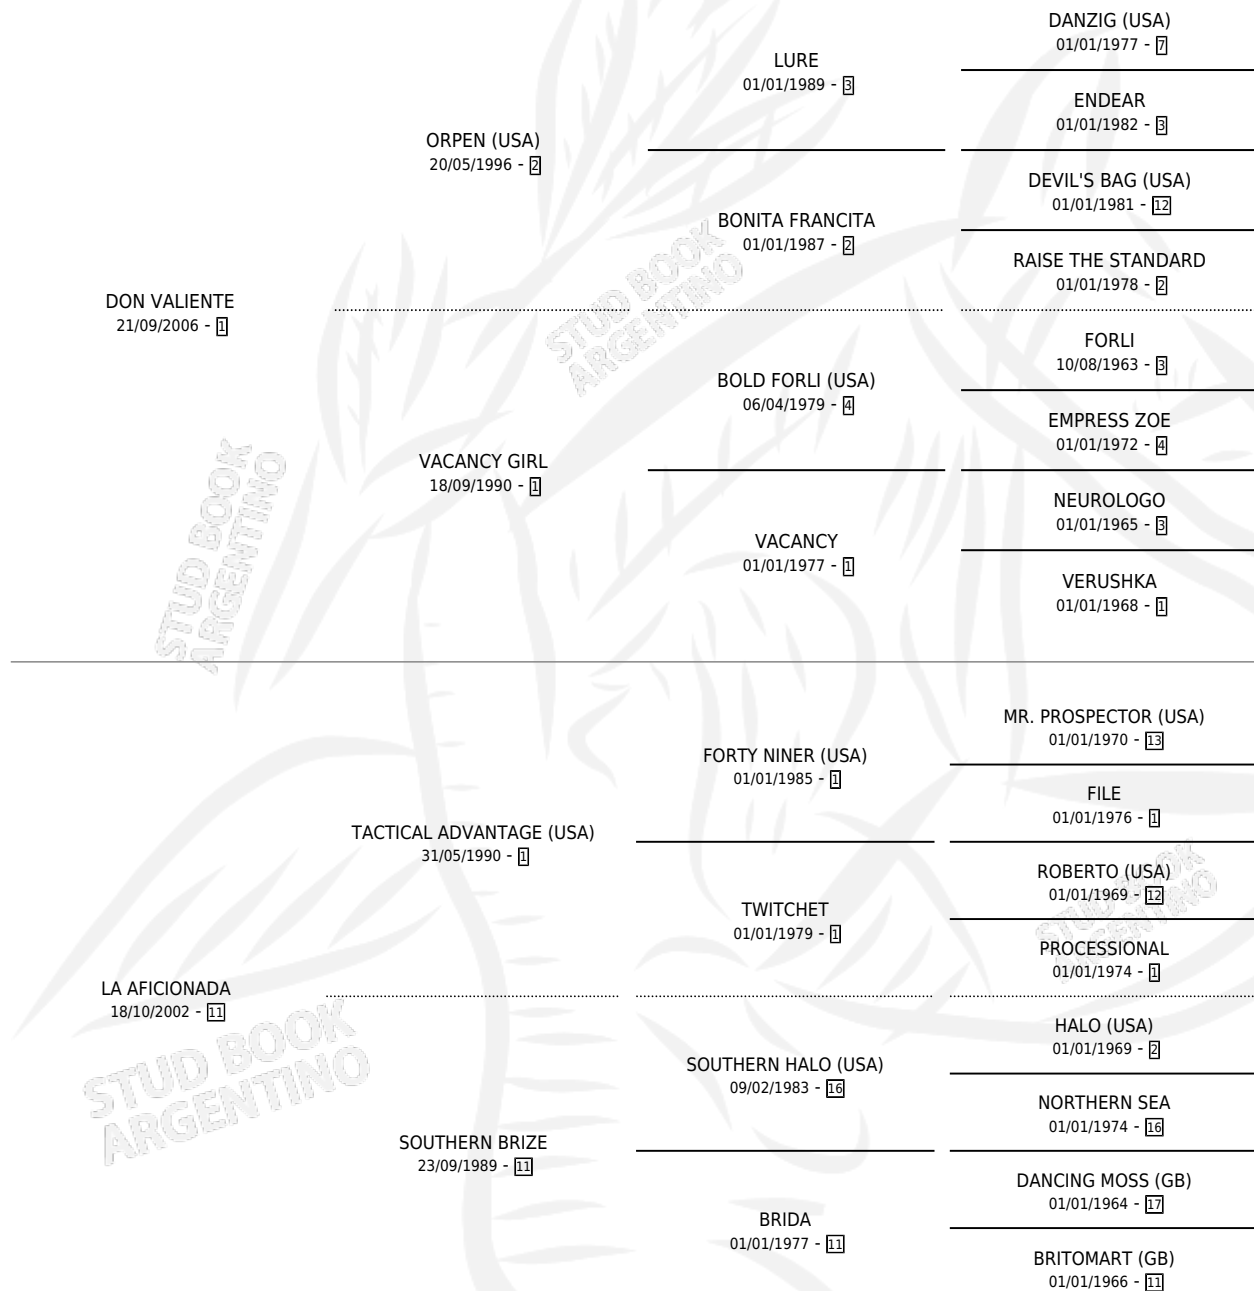 DANZIG (USA)
01/01/1977 - 7
LURE
01/01/1989 - 3
ENDEAR
01/01/1982 - 3
ORPEN (USA)
20/05/1996 - 2
DEVIL'S BAG (USA)
01/01/1981 - 12
BONITA FRANCITA
01/01/1987 - 2
RAISE THE STANDARD
01/01/1978 - 2
DON VALIENTE
21/09/2006 - 1
FORLI
10/08/1963 - 3
BOLD FORLI (USA)
06/04/1979 - 4
EMPRESS ZOE
01/01/1972 - 4
VACANCY GIRL
18/09/1990 - 1
NEUROLOGO
01/01/1965 - 3
VACANCY
01/01/1977 - 1
VERUSHKA
01/01/1968 - 1
STUD BOOK
ARGENTINO
STUD BOOK
ARGENTINO
MR. PROSPECTOR (USA)
01/01/1970 - 13
FORTY NINER (USA)
01/01/1985 - 1
FILE
01/01/1976 - 1
TACTICAL ADVANTAGE (USA)
31/05/1990 - 1
ROBERTO (USA)
01/01/1969 - 12
TWITCHET
01/01/1979 - 1
PROCESSIONAL
01/01/1974 - 1
LA AFICIONADA
18/10/2002 - 11
HALO (USA)
01/01/1969 - 2
SOUTHERN HALO (USA)
09/02/1983 - 16
NORTHERN SEA
01/01/1974 - 16
SOUTHERN BRIZE
23/09/1989 - 11
DANCING MOSS (GB)
01/01/1964 - 17
BRIDA
01/01/1977 - 11
BRITOMART (GB)
01/01/1966 - 11
STUD BOOK
ARGENTINO
STUD BOOK
ARGENTINO